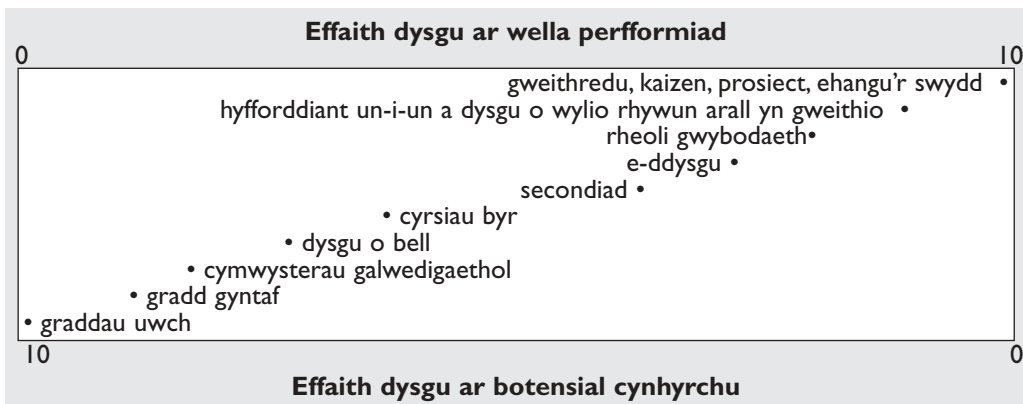 Effaith dysgu ar wella perfformiad
0 10
gweithredu, kaizen, prosiect, ehangu'r swydd •
hyfforddiant un-i-un a dysgu o wylio rhywun arall yn gweithio •
rheoli gwybodaeth•
e-ddysgu •
secondiad •
• cyrsiau byr
• dysgu o bell
• cymwysterau galwedigaethol
• gradd gyntaf
• graddau uwch
10 0
Effaith dysgu ar botensial cynhyrchu